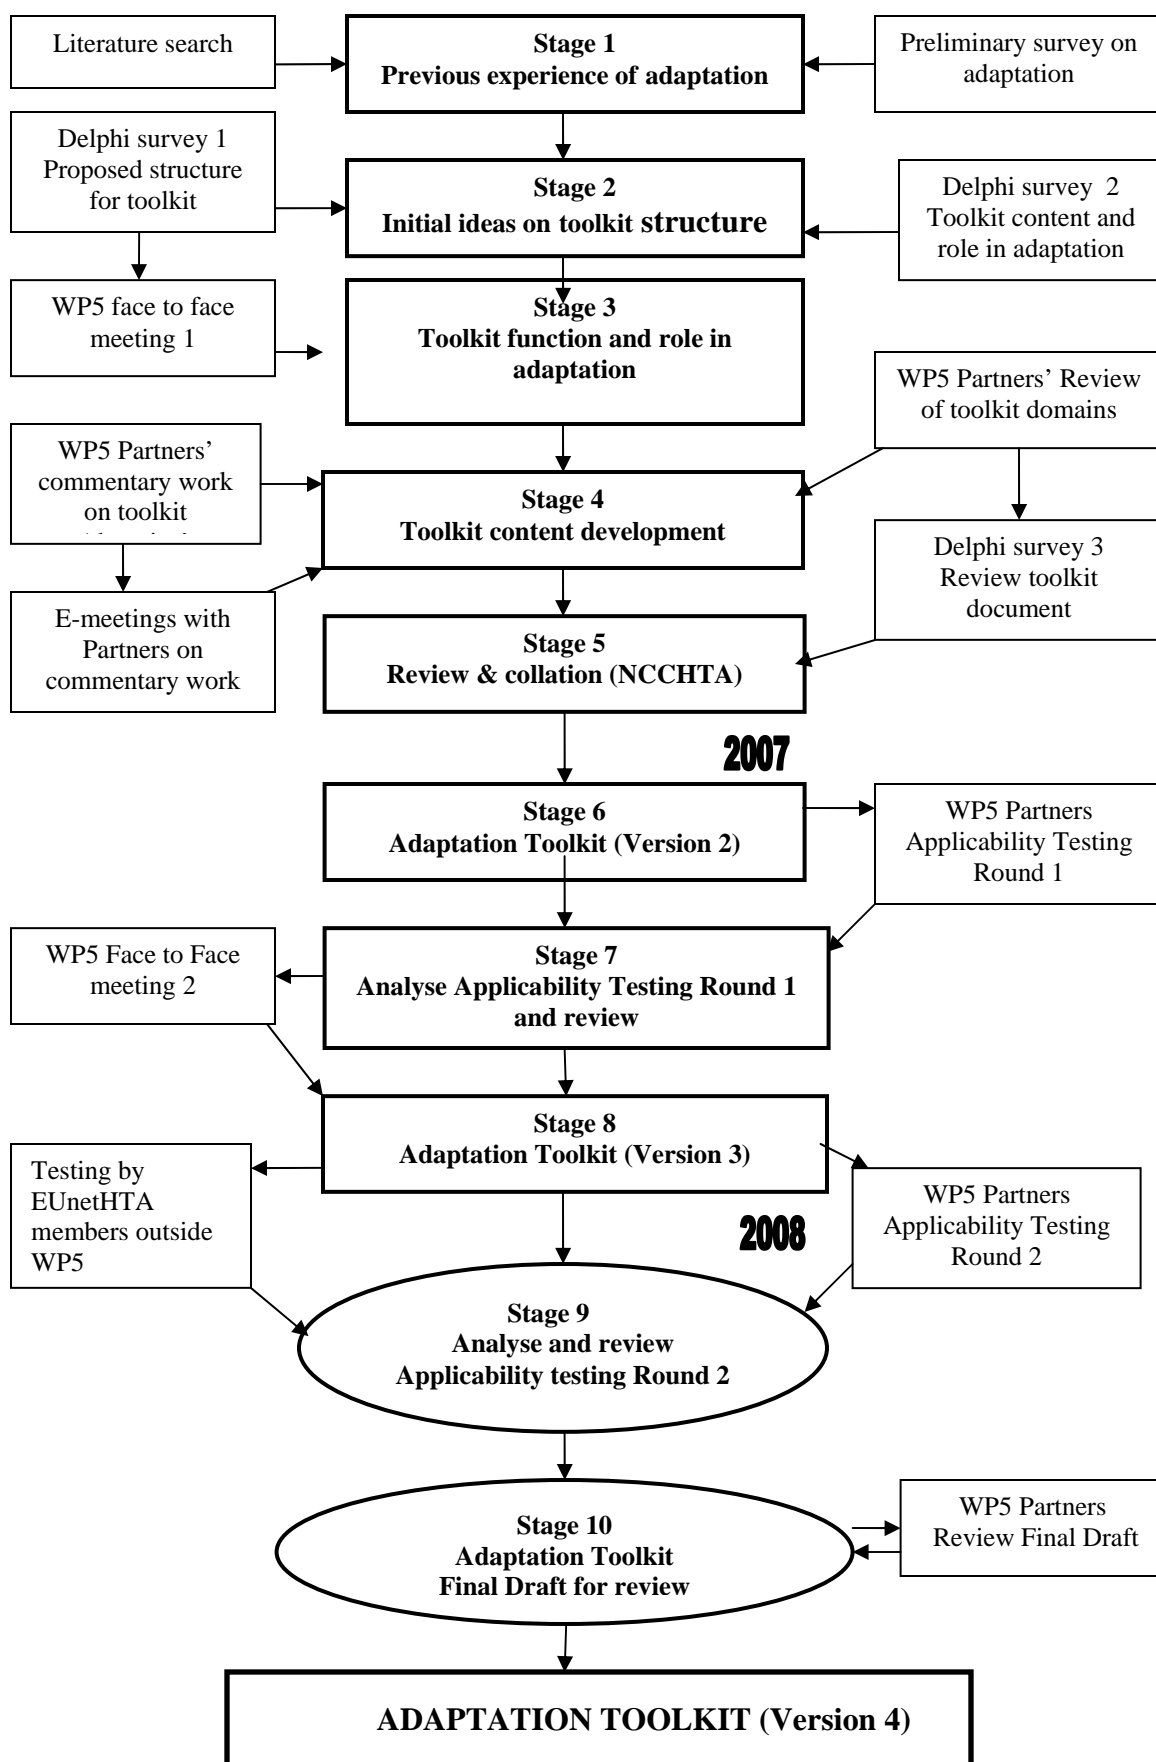 Literature search
Stage 1
Previous experience of adaptation
Preliminary survey on
adaptation
Delphi survey 1
Proposed structure
for toolkit
Stage 2
Initial ideas on toolkit structure
Delphi survey 2
Toolkit content and
role in adaptation
WP5 face to face
meeting 1
Stage 3
Toolkit function and role in
adaptation
WP5 Partners’ Review
of toolkit domains
WP5 Partners’
commentary work
on toolkit
Stage 4
Toolkit content development
Delphi survey 3
Review toolkit
document
E-meetings with
Partners on
commentary work
Stage 5
Review & collation (NCCHTA)
2007
Stage 6
Adaptation Toolkit (Version 2)
WP5 Partners
Applicability Testing
Round 1
WP5 Face to Face
meeting 2
Stage 7
Analyse Applicability Testing Round 1
and review
Stage 8
Adaptation Toolkit (Version 3)
Testing by
EUnetHTA
members outside
WP5
WP5 Partners
Applicability Testing
Round 2
2008
Stage 9
Analyse and review
Applicability testing Round 2
Stage 10
Adaptation Toolkit
Final Draft for review
WP5 Partners
Review Final Draft
ADAPTATION TOOLKIT (Version 4)